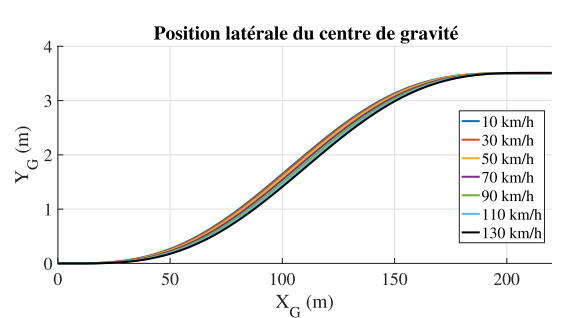 Position latérale du centre de gravité
4
3
2
1
0
Y_G (m)
10 km/h
30 km/h
50 km/h
70 km/h
90 km/h
110 km/h
130 km/h
0 50 100 150 200
X_G (m)